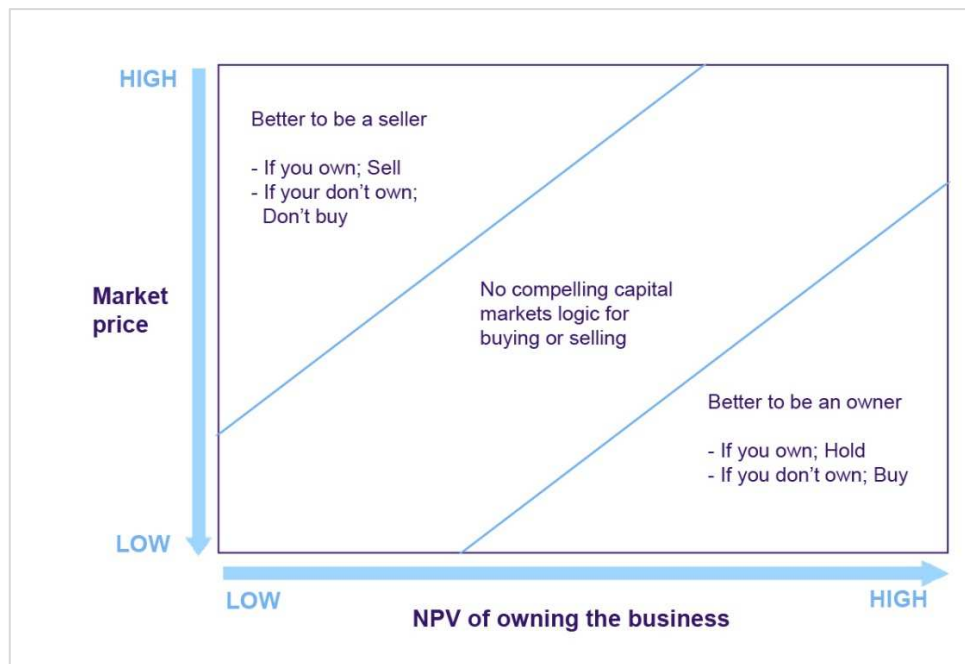 HIGH
Better to be a seller
- If you own; Sell
- If your don’t own;
Don’t buy
Market
price
No compelling capital
markets logic for
buying or selling
Better to be an owner
- If you own; Hold
- If you don’t own; Buy
LOW
LOW
HIGH
NPV of owning the business